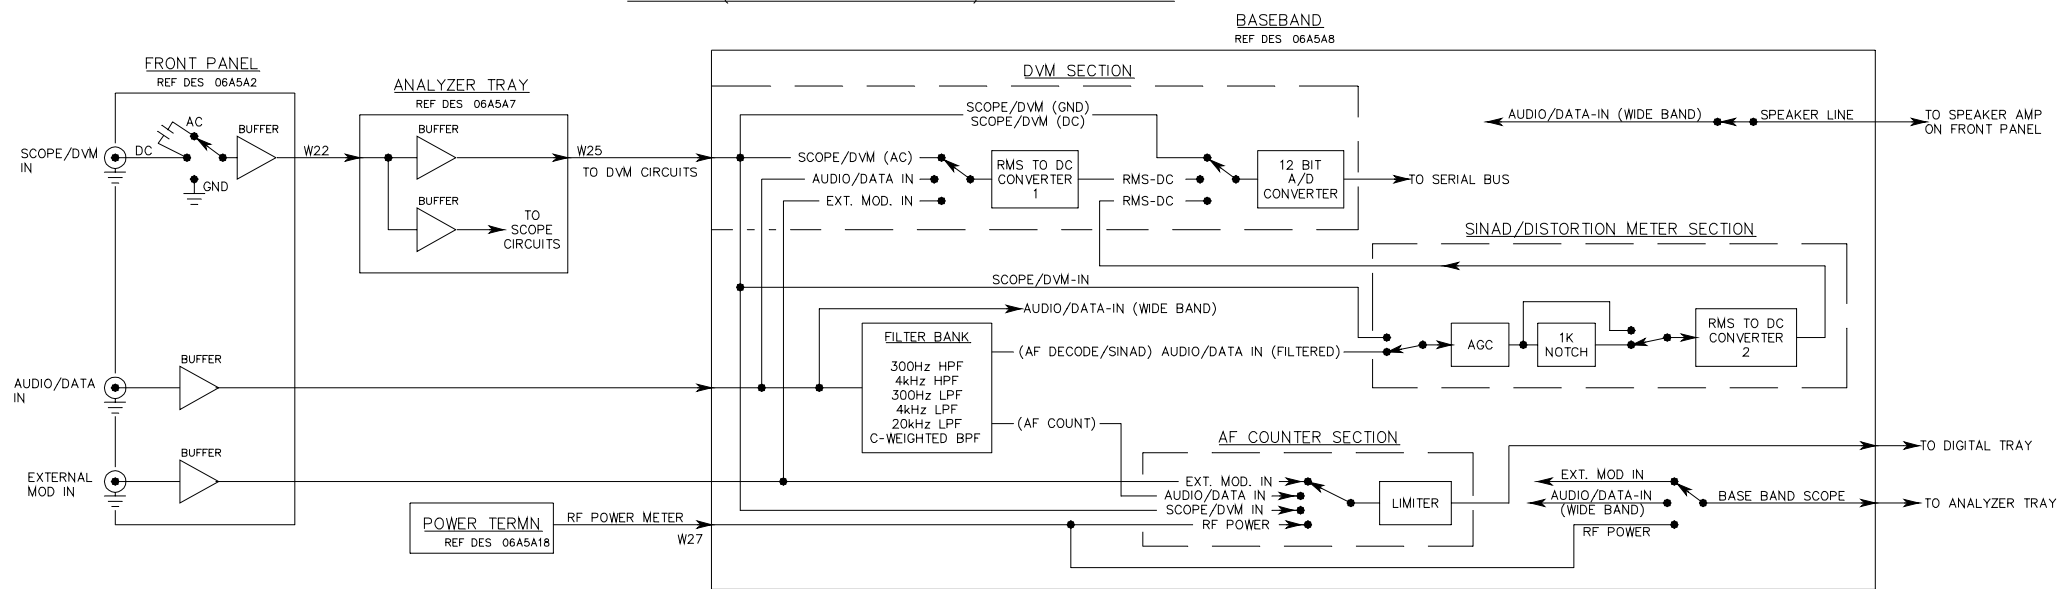 BASEBAND
REF DES 06A5A8
FRONT PANEL
REF DES 06A5A2
ANALYZER TRAY
REF DES 06A5A7
DVM SECTION
SCOPE/DVM
IN
DC
AC
GND
BUFFER
W22
BUFFER
BUFFER
TO
SCOPE
CIRCUITS
W25
TO DVM CIRCUITS
SCOPE/DVM (GND)
SCOPE/DVM (DC)
SCOPE/DVM (AC)
AUDIO/DATA IN
EXT. MOD. IN
RMS TO DC
CONVERTER
1
RMS-DC
RMS-DC
12 BIT
A/D
CONVERTER
TO SERIAL BUS
AUDIO/DATA-IN (WIDE BAND)
SPEAKER LINE
TO SPEAKER AMP
ON FRONT PANEL
SINAD/DISTORTION METER SECTION
SCOPE/DVM-IN
AUDIO/DATA-IN (WIDE BAND)
FILTER BANK
300Hz HPF
4kHz HPF
300Hz LPF
4kHz LPF
20kHz LPF
C-WEIGHTED BPF
(AF DECODE/SINAD) AUDIO/DATA IN (FILTERED)
(AF COUNT)
AGC
1K
NOTCH
RMS TO DC
CONVERTER
2
AUDIO/DATA
IN
BUFFER
EXTERNAL
MOD IN
BUFFER
POWER TERMN
REF DES 06A5A18
RF POWER METER
W27
AF COUNTER SECTION
EXT. MOD. IN
AUDIO/DATA IN
SCOPE/DVM IN
RF POWER
LIMITER
TO DIGITAL TRAY
EXT. MOD IN
AUDIO/DATA-IN
(WIDE BAND)
RF POWER
BASE BAND SCOPE
TO ANALYZER TRAY